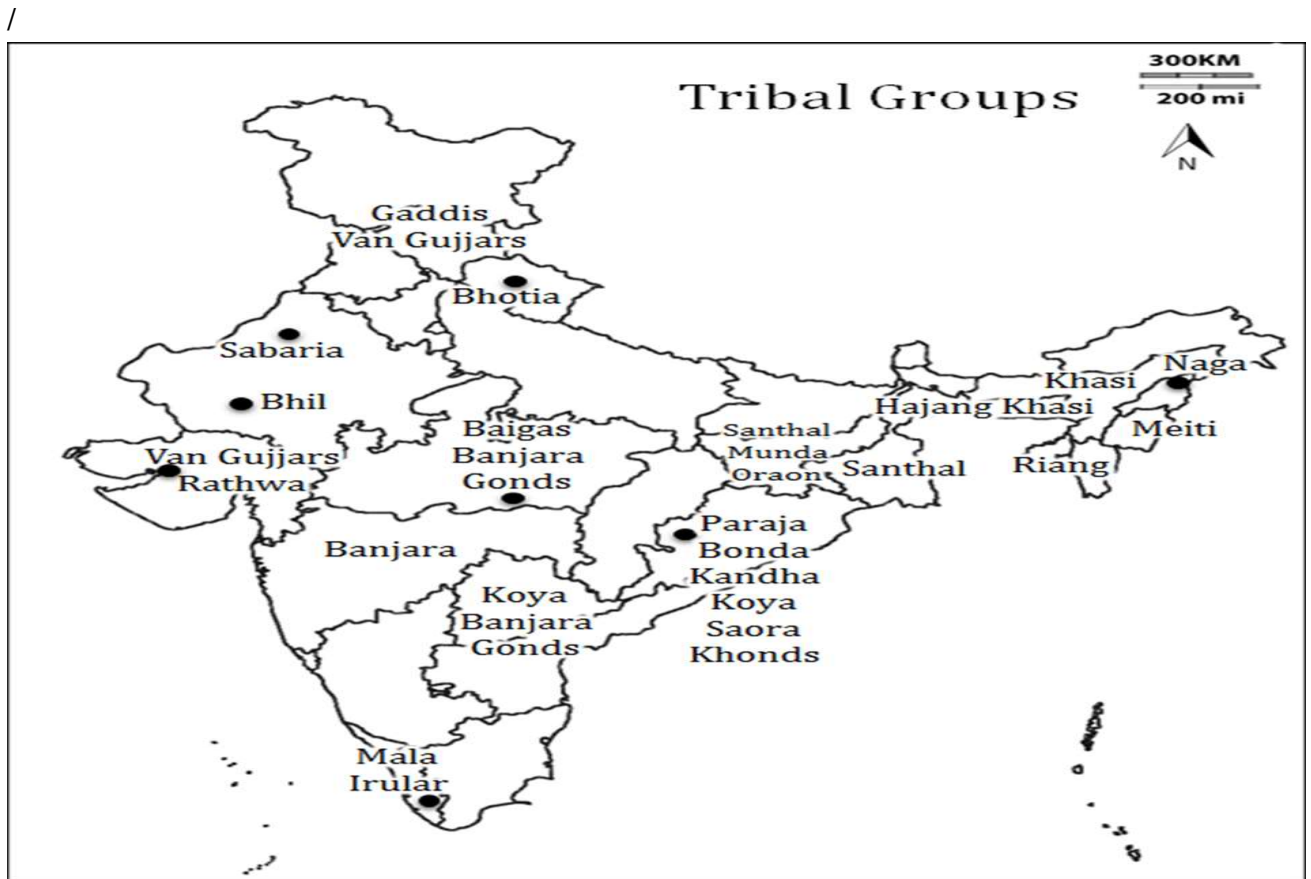 /
300KM
200 mi
N
Tribal Groups
Gaddis
Van Gujjars
Bhotia
Sabaria
Bhil
Van Gujjars
Rathwa
Baigas
Banjara
Gonds
Santhal
Munda
Oraon
Santhal
Hajang Khasi
Khasi
Naga
Meiti
Riang
Banjara
Koya
Banjara
Gonds
Paraja
Bonda
Kandha
Koya
Saora
Khonds
Mala
Irular